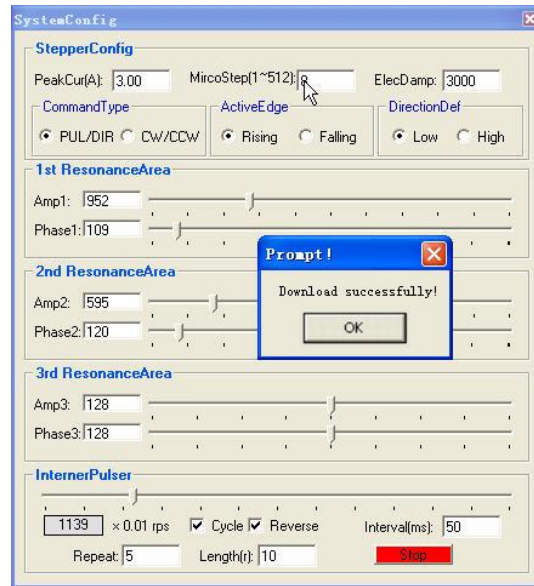 SystemConfig
StepperConfig
PeakCur(A): 3.00 MircoStep(1~512): ElecDamp: 3000
CommandType ActiveEdge DirectionDef
PUL/DIR CW/CCW Rising Falling Low High
1st ResonanceArea
Amp1: 952
Phase1: 109
Prompt!
Download successfully!
OK
2nd ResonanceArea
Amp2: 595
Phase2: 120
3rd ResonanceArea
Amp3: 128
Phase3: 128
InternerPulser
1139 × 0.01 rps Cycle Reverse Interval(ms): 50
Repeat: 5 Length(r): 10 Stop